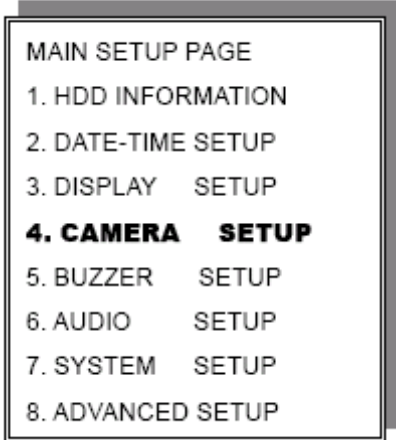 MAIN SETUP PAGE
1. HDD INFORMATION
2. DATE-TIME SETUP
3. DISPLAY SETUP
4. CAMERA SETUP
5. BUZZER SETUP
6. AUDIO SETUP
7. SYSTEM SETUP
8. ADVANCED SETUP